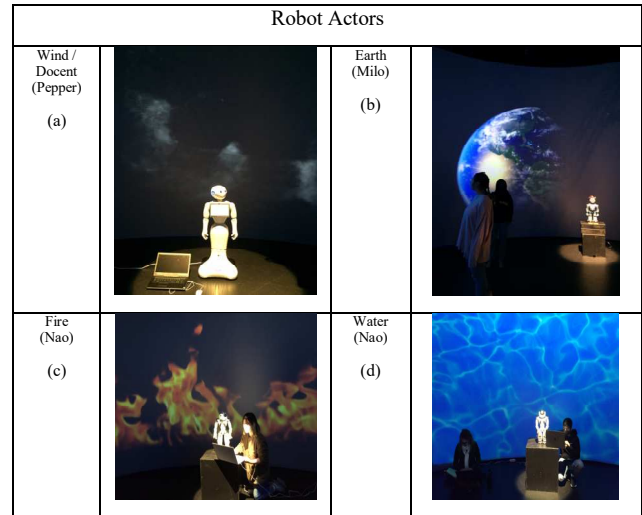 Robot Actors
Wind /
Docent
(Pepper)
(a)
Earth
(Milo)
(b)
Fire
(Nao)
(c)
Water
(Nao)
(d)